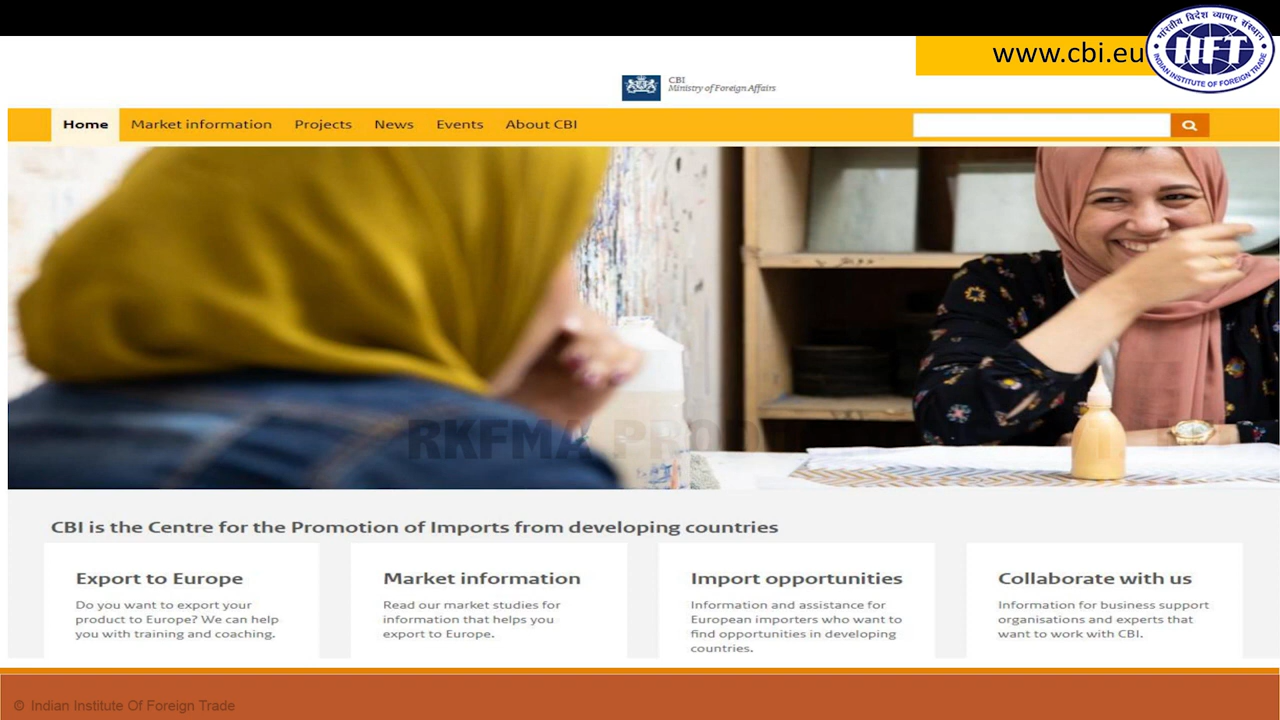 www.cbi.eu
भारतीय विदेश व्यापार संस्थान
IIFT
INDIAN INSTITUTE OF FOREIGN TRADE
CBI
Ministry of Foreign Affairs
Home Market information Projects News Events About CBI
RKFMA
CBI is the Centre for the Promotion of Imports from developing countries
Export to Europe
Do you want to export your
product to Europe? We can help
you with training and coaching.
Market information
Read our market studies for
information that helps you
export to Europe.
Import opportunities
Information and assistance for
European importers who want to
find opportunities in developing
countries.
Collaborate with us
Information for business support
organisations and experts that
want to work with CBI.
© Indian Institute Of Foreign Trade